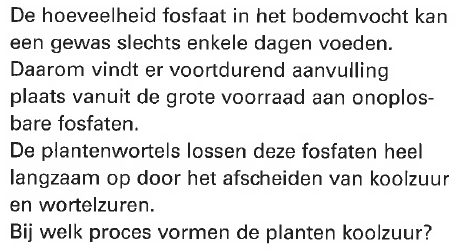 De hoeveelheid fosfaat in het bodemvocht kan
een gewas slechts enkele dagen voeden.
Daarom vindt er voortdurend aanvulling
plaats vanuit de grote voorraad aan onoplos-
bare fosfaten.
De plantenwortels lossen deze fosfaten heel
langzaam op door het afscheiden van koolzuur
en wortelzuren.
Bij welk proces vormen de planten koolzuur?